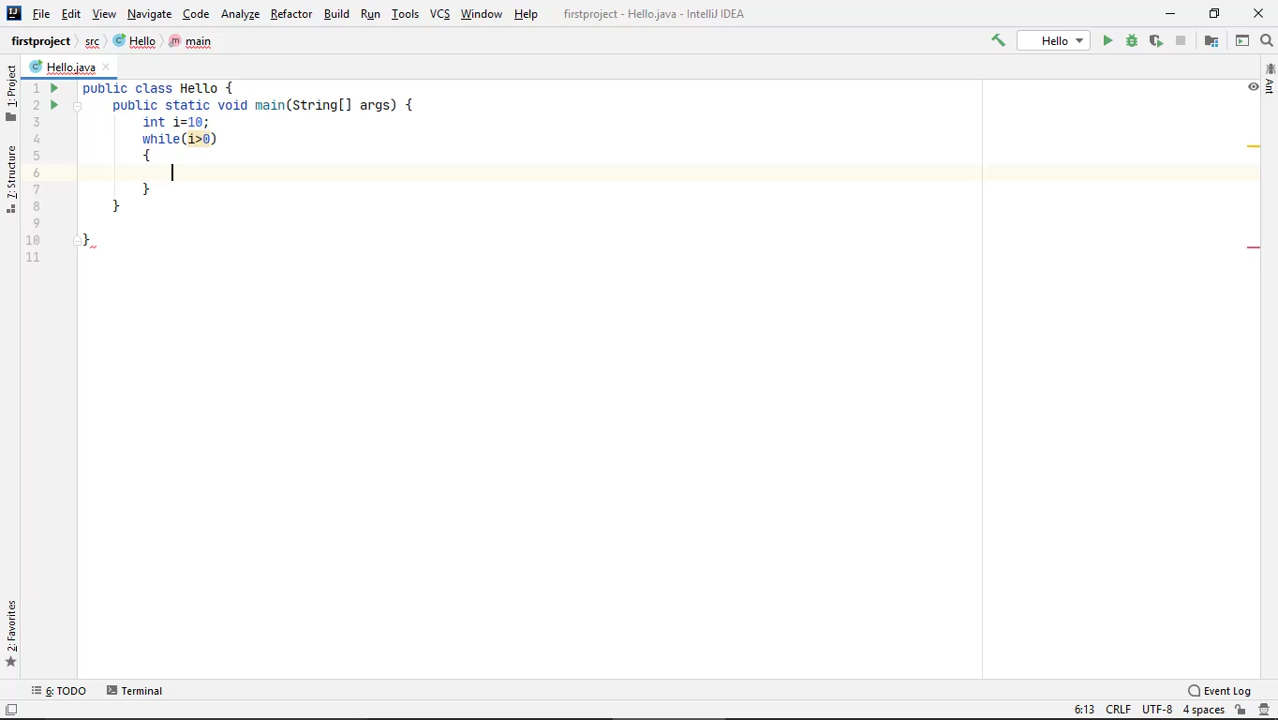 File Edit View Navigate Code Analyze Refactor Build Run Tools VCS Window Help firstproject - Hello.java - IntelliJ IDEA
firstproject src Hello main Hello
Hello.java
1 public class Hello {
2 public static void main(String[] args) {
3 int i=10;
4 while(i>0)
5 {
6
7 }
8 }
9
10 }
11
1: Project
7: Structure
2: Favorites
Ant
6: TODO Terminal Event Log
6:13 CRLF UTF-8 4 spaces